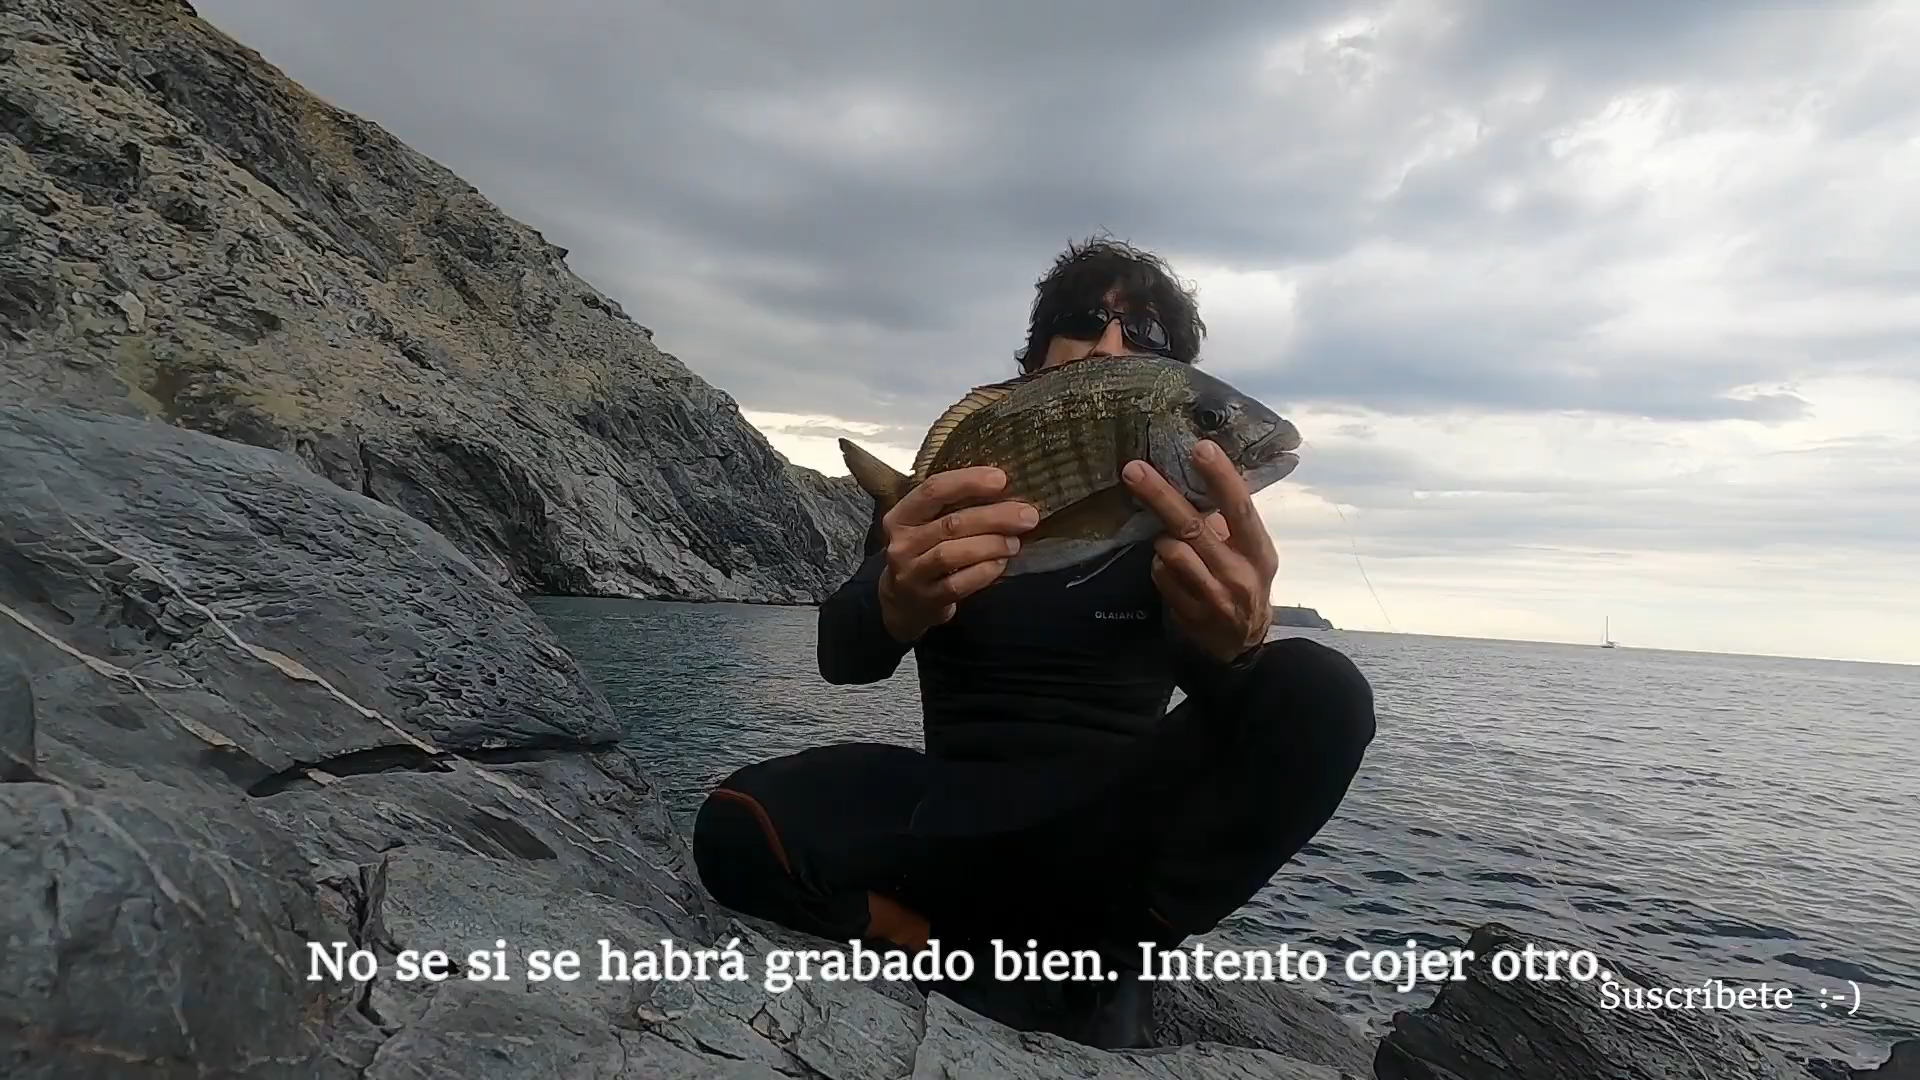 OLAIAN
No se si se habrá grabado bien. Intento cojer otro.
Suscríbete :-)